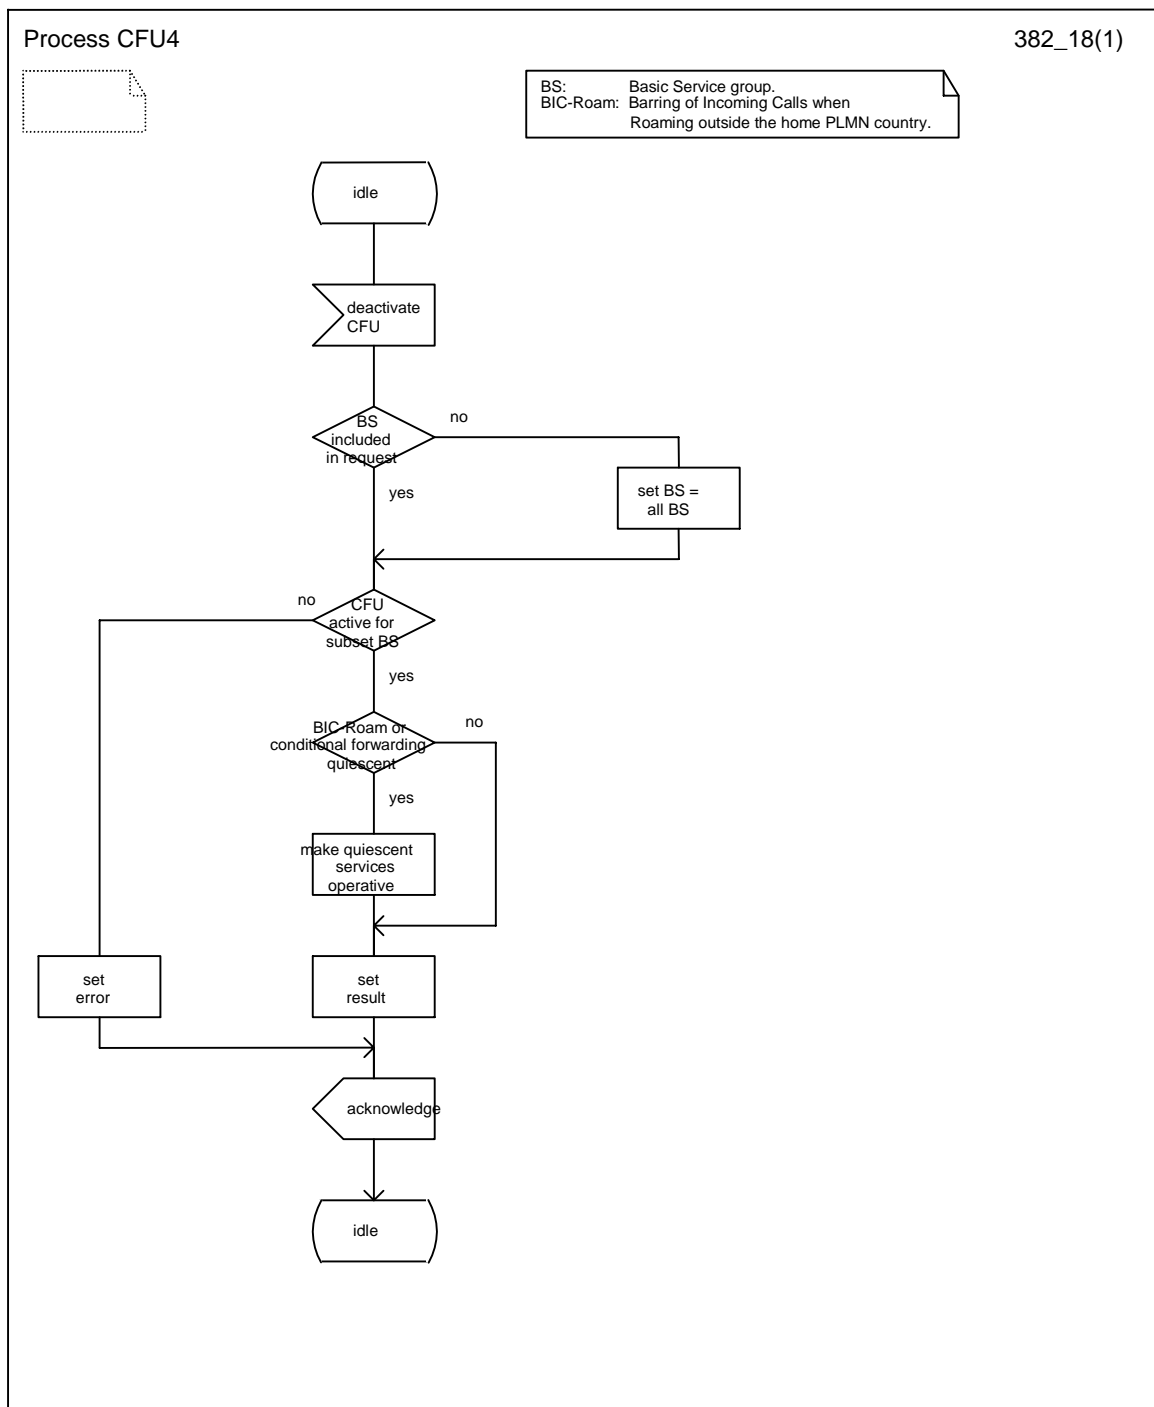 Process CFU4
382_18(1)
BS: Basic Service group.
BIC-Roam: Barring of Incoming Calls when
Roaming outside the home PLMN country.
idle
deactivate
CFU
BS
included
in request
no
yes
set BS =
all BS
no
CFU
active for
subset BS
yes
BIC-Roam or
conditional forwarding
quiescent
no
yes
make quiescent
services
operative
set
error
set
result
acknowledge
idle